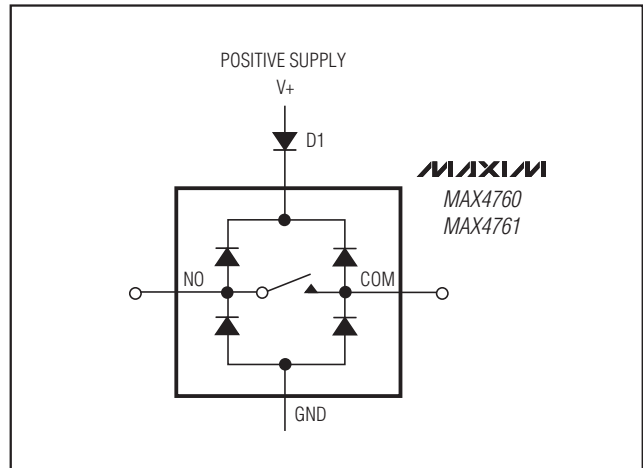 POSITIVE SUPPLY
V+
D1
MAXIM
MAX4760
MAX4761
NO
COM
GND